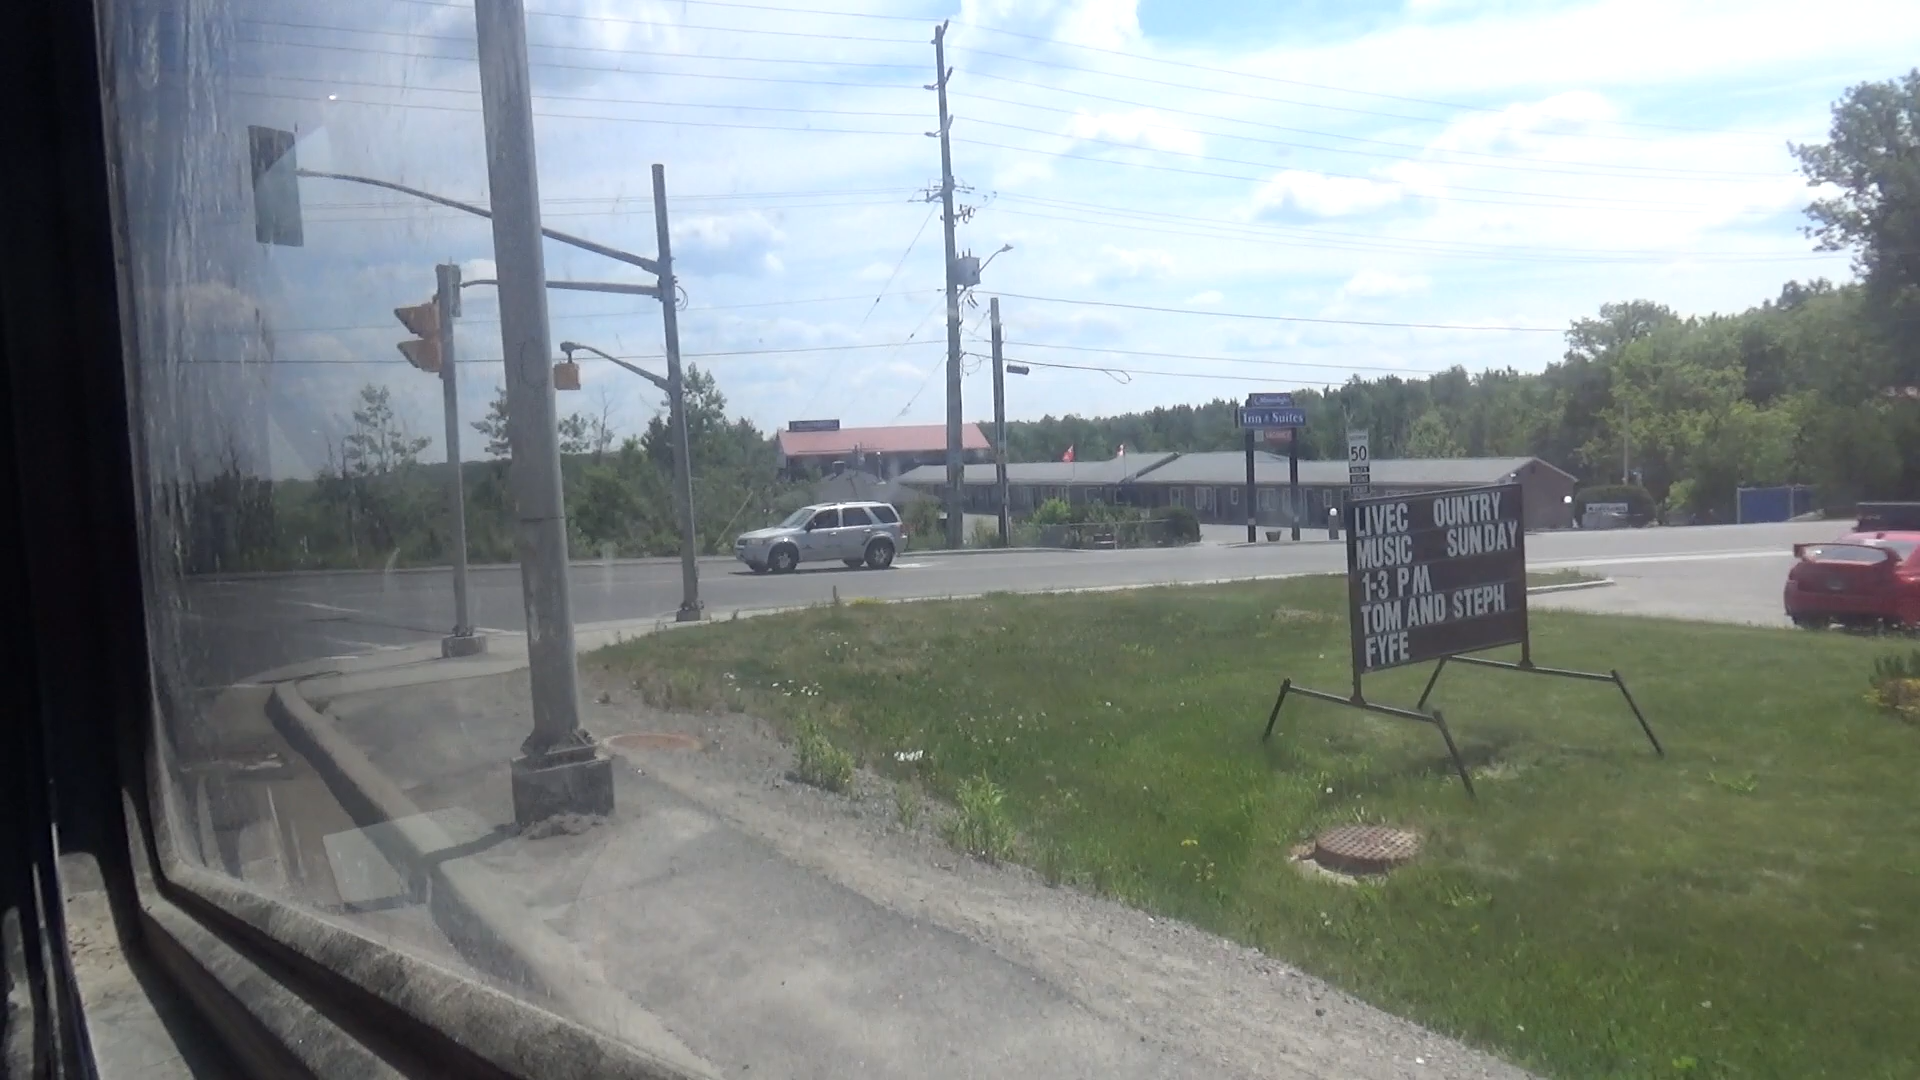 Inn & Suites
50
LIVEC OUNTRY
MUSIC SUNDAY
1-3 PM
TOM AND STEPH
FYFE